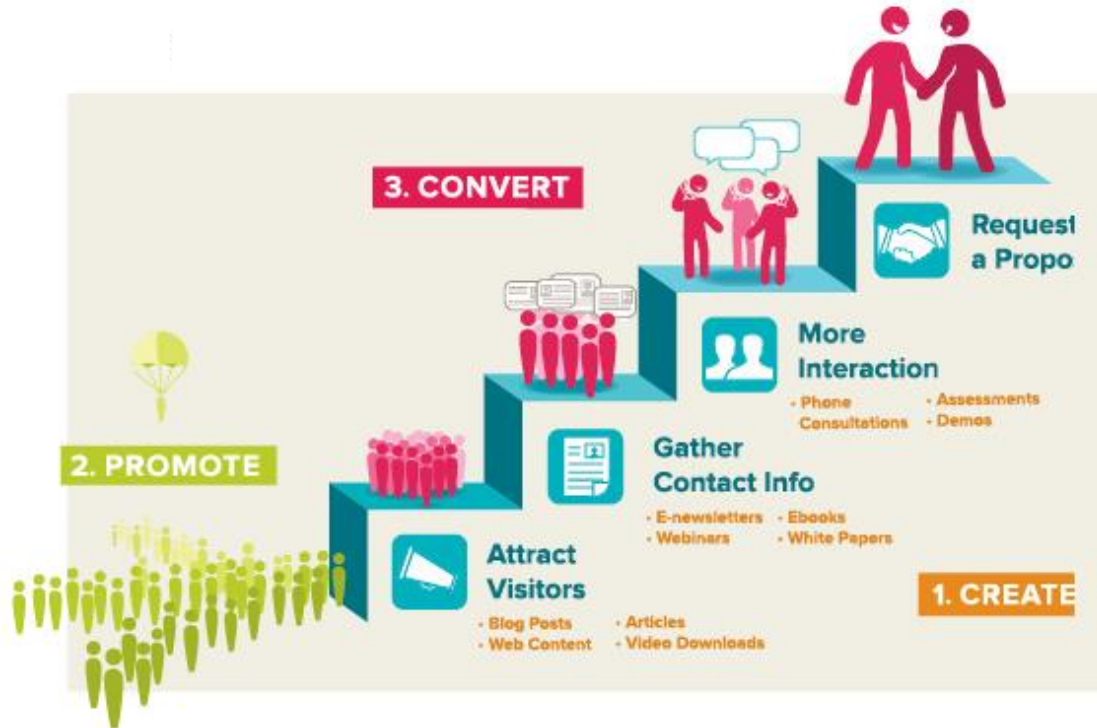 3. CONVERT
Request
a Propo
More
Interaction
• Phone
Consultations
• Assessments
• Demos
2. PROMOTE
Gather
Contact Info
• E-newsletters
• Webinars
• Ebooks
• White Papers
Attract
Visitors
• Blog Posts
• Web Content
• Articles
• Video Downloads
1. CREATE